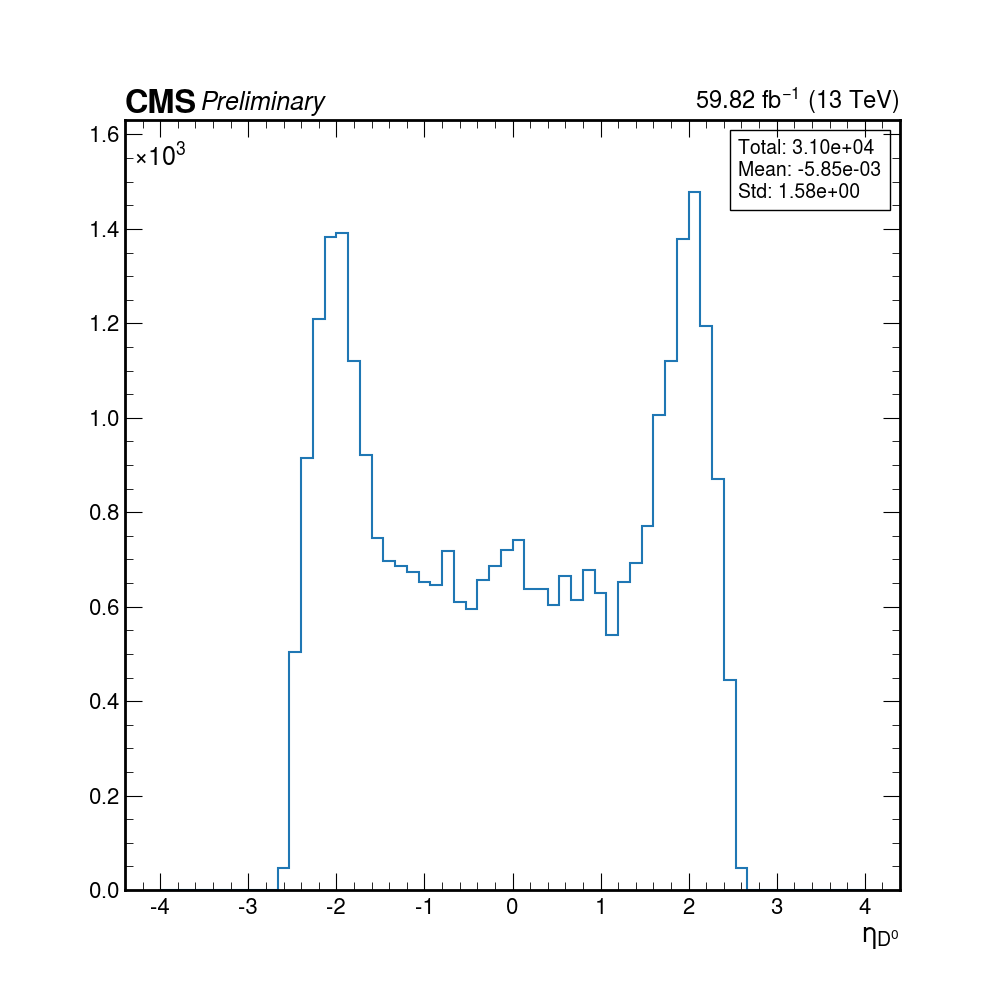 CMS Preliminary 59.82 fb⁻¹ (13 TeV)
×10³
Total: 3.10e+04
Mean: -5.85e-03
Std: 1.58e+00
1.6
1.4
1.2
1.0
0.8
0.6
0.4
0.2
0.0
-4 -3 -2 -1 0 1 2 3 4
ηD⁰